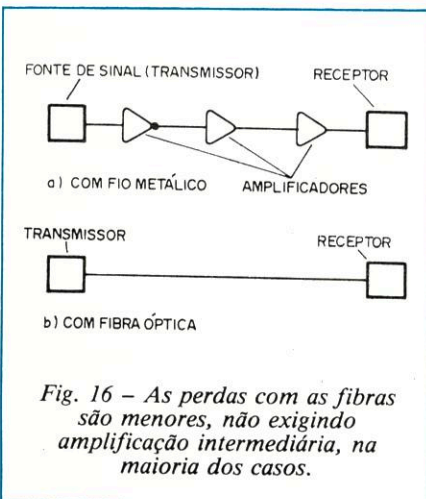 FONTE DE SINAL (TRANSMISSOR)
RECEPTOR
a) COM FIO METÁLICO
AMPLIFICADORES
TRANSMISSOR
RECEPTOR
b) COM FIBRA ÓPTICA
Fig. 16 – As perdas com as fibras
são menores, não exigindo
amplificação intermediária, na
maioria dos casos.